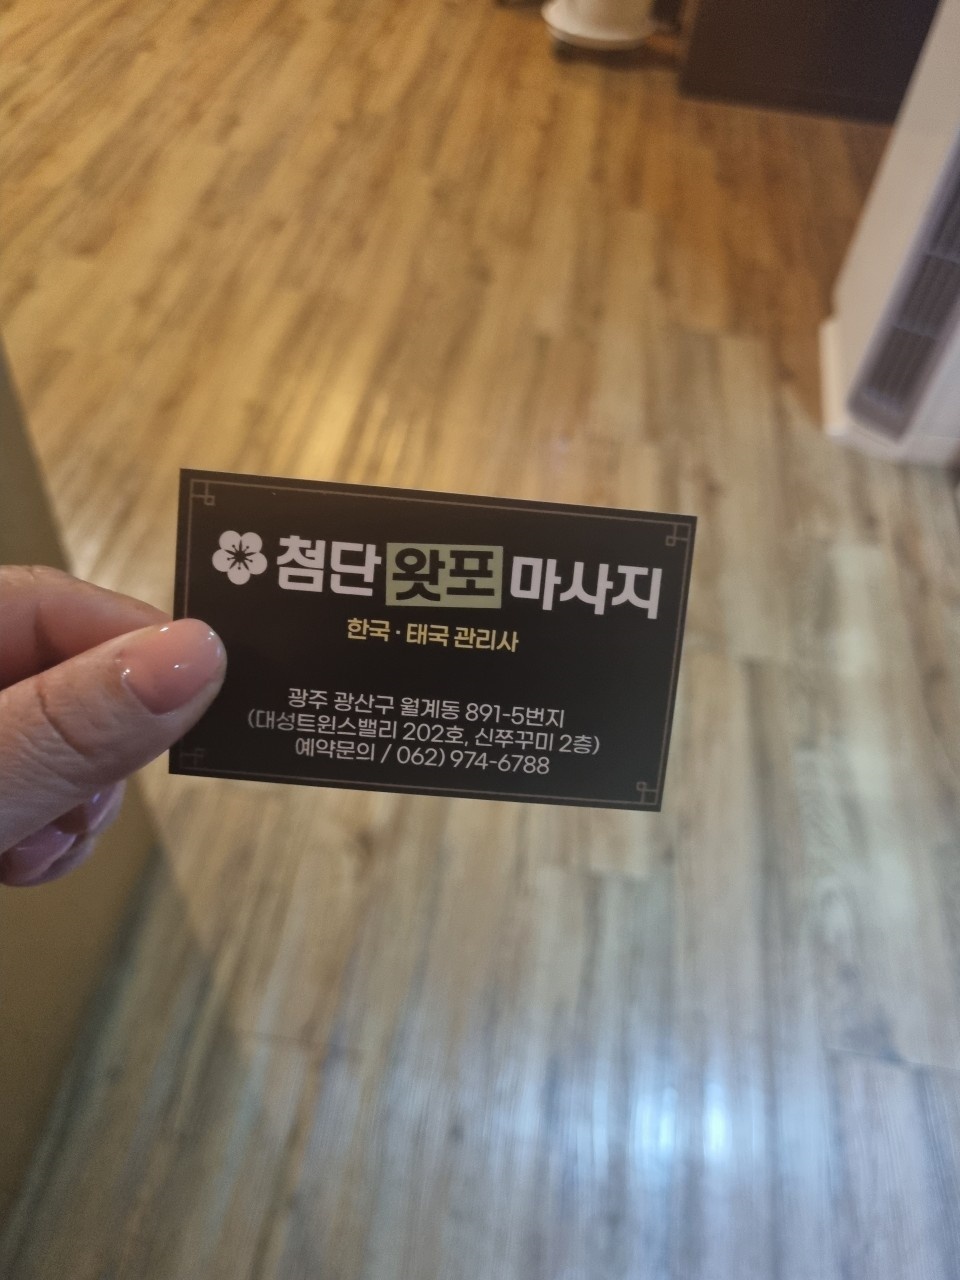 첨단 왓포 마사지
한국 · 태국 관리사
광주 광산구 월계동 891-5번지
(대성트윈스밸리 202호, 신쭈꾸미 2층)
예약문의 / 062) 974-6788